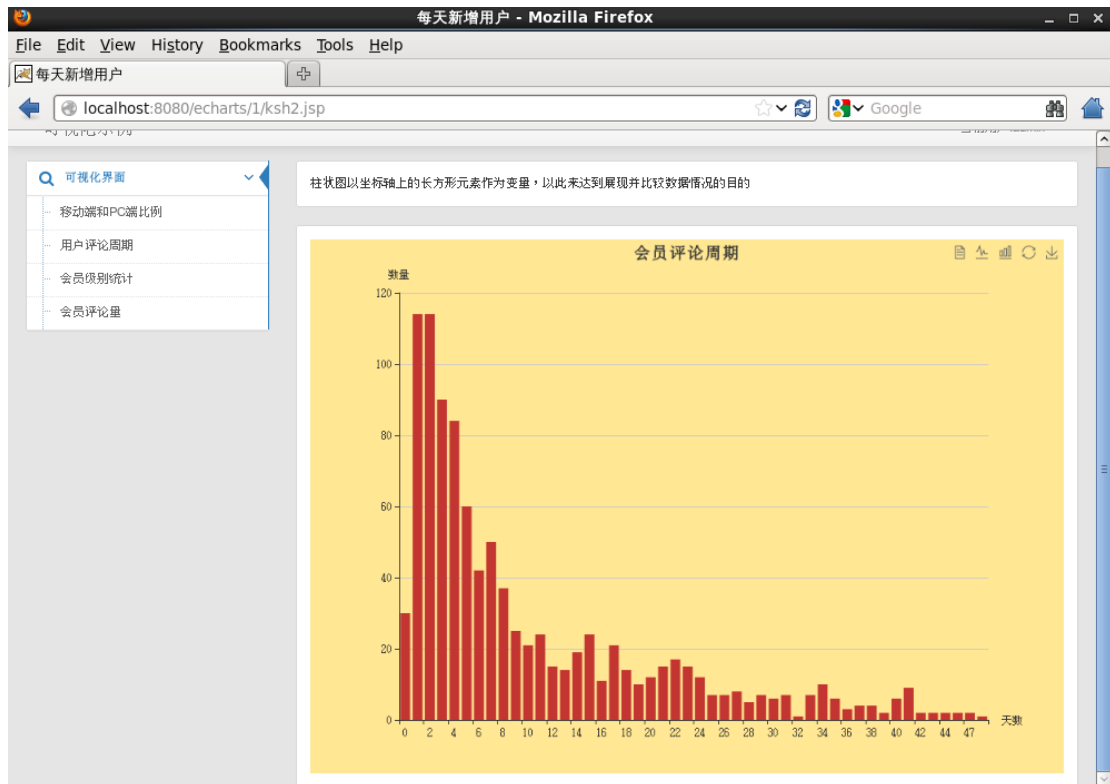 每天新增用户 - Mozilla Firefox
File Edit View History Bookmarks Tools Help
每天新增用户
localhost:8080/echarts/1/ksh2.jsp
Google
可视化界面
移动端和PC端比例
用户评论周期
会员级别统计
会员评论量
柱状图以坐标轴上的长方形元素作为变量，以此来达到展现并比较数据情况的目的
会员评论周期
数量
120
100
80
60
40
20
0
0 2 4 6 8 10 12 14 16 18 20 22 24 26 28 30 32 34 36 38 40 42 44 47
天数